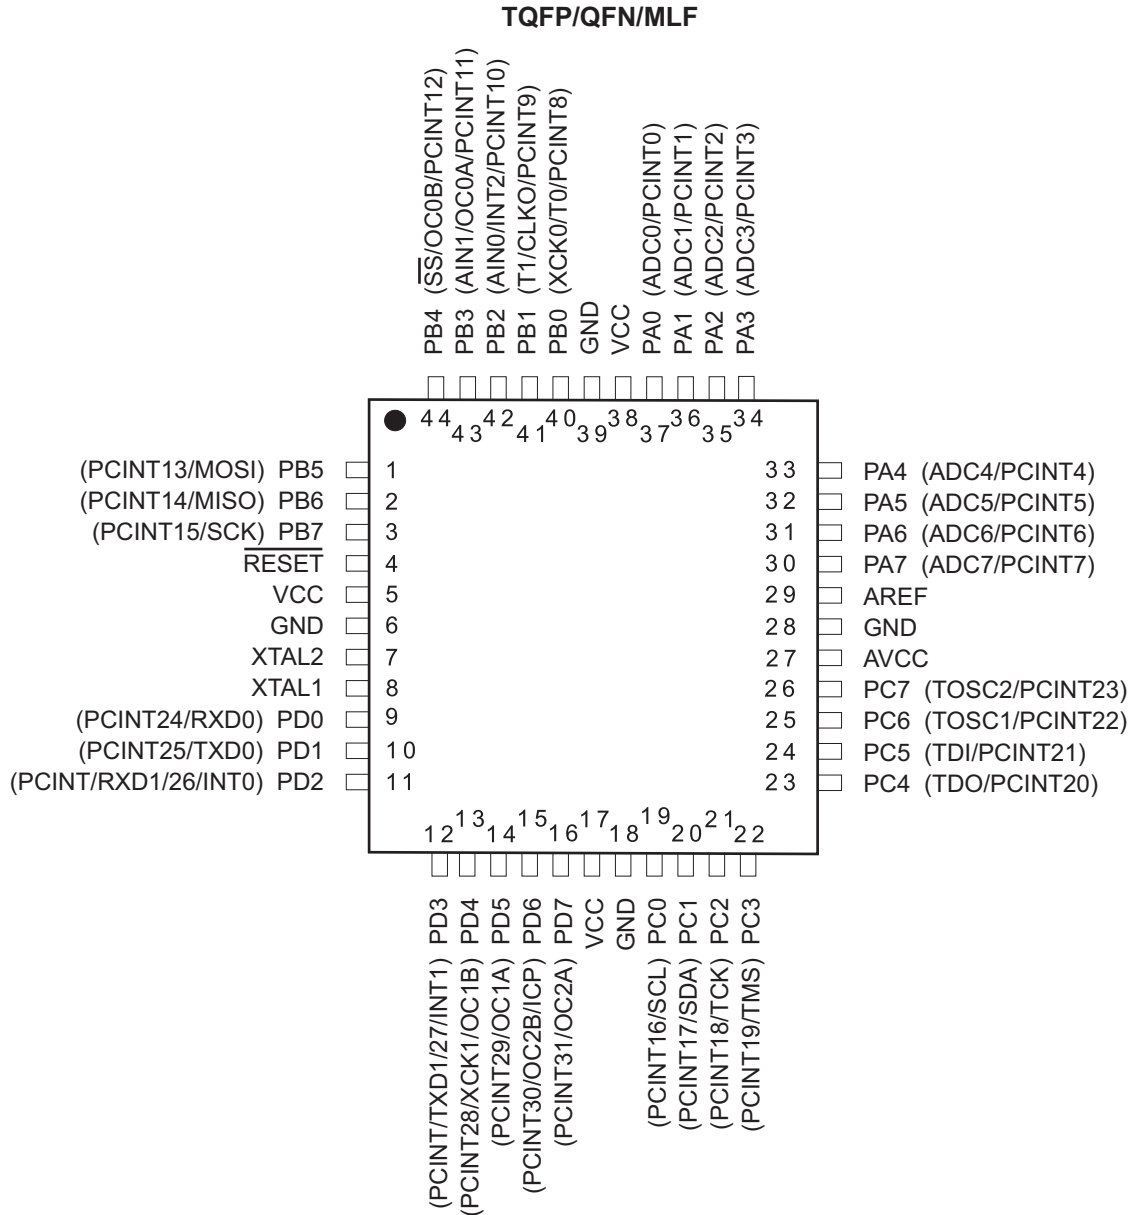 TQFP/QFN/MLF
PB4 (SS/OC0B/PCINT12)
PB3 (AIN1/OC0A/PCINT11)
PB2 (AIN0/INT2/PCINT10)
PB1 (T1/CLKO/PCINT9)
PB0 (XCK0/T0/PCINT8)
GND
VCC
PA0 (ADC0/PCINT0)
PA1 (ADC1/PCINT1)
PA2 (ADC2/PCINT2)
PA3 (ADC3/PCINT3)
44
43
42
41
40
39
38
37
36
35
34
(PCINT13/MOSI) PB5 1
(PCINT14/MISO) PB6 2
(PCINT15/SCK) PB7 3
RESET 4
VCC 5
GND 6
XTAL2 7
XTAL1 8
(PCINT24/RXD0) PD0 9
(PCINT25/TXD0) PD1 10
(PCINT/RXD1/26/INT0) PD2 11
33 PA4 (ADC4/PCINT4)
32 PA5 (ADC5/PCINT5)
31 PA6 (ADC6/PCINT6)
30 PA7 (ADC7/PCINT7)
29 AREF
28 GND
27 AVCC
26 PC7 (TOSC2/PCINT23)
25 PC6 (TOSC1/PCINT22)
24 PC5 (TDI/PCINT21)
23 PC4 (TDO/PCINT20)
12
13
14
15
16
17
18
19
20
21
22
(PCINT/TXD1/27/INT1) PD3
(PCINT28/XCK1/OC1B) PD4
(PCINT29/OC1A) PD5
(PCINT30/OC2B/ICP) PD6
(PCINT31/OC2A) PD7
VCC
GND
(PCINT16/SCL) PC0
(PCINT17/SDA) PC1
(PCINT18/TCK) PC2
(PCINT19/TMS) PC3